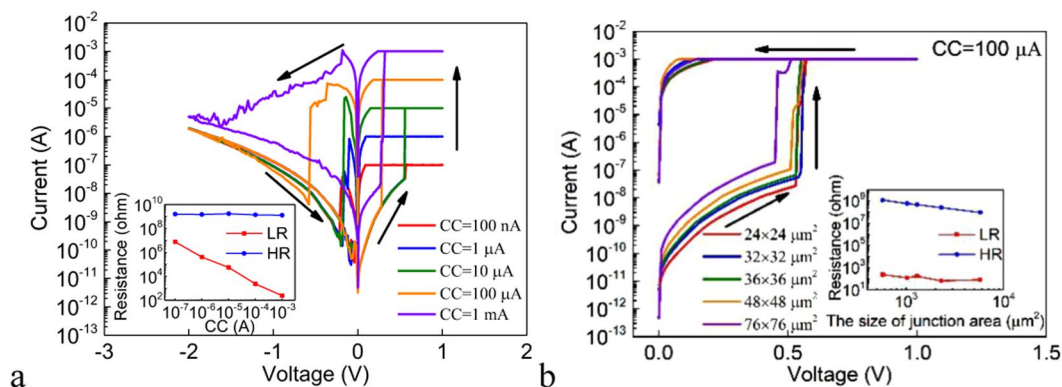 a
Current (A)
10⁻² 
10⁻³
10⁻⁴
10⁻⁵
10⁻⁶
10⁻⁷
10⁻⁸
10⁻⁹
10⁻¹⁰
10⁻¹¹
10⁻¹²
10⁻¹³
-2 -1 0 1 2
Voltage (V)
CC=100 nA
CC=1 μA
CC=10 μA
CC=100 μA
CC=1 mA
Resistance (ohm)
10¹⁰
10⁸
10⁶
10⁴
10²
LR
HR
10⁻⁷ 10⁻⁶ 10⁻⁵ 10⁻⁴ 10⁻³
CC (A)
b
Current (A)
10⁻²
10⁻³
10⁻⁴
10⁻⁵
10⁻⁶
10⁻⁷
10⁻⁸
10⁻⁹
10⁻¹⁰
10⁻¹¹
10⁻¹²
10⁻¹³
CC=100 μA
0.0 0.5 1.0 1.5
Voltage (V)
24×24 μm²
32×32 μm²
36×36 μm²
48×48 μm²
76×76 μm²
Resistance (ohm)
10⁹
10⁷
10⁵
10³
10¹
LR
HR
10³ 10⁴
The size of junction area (μm²)